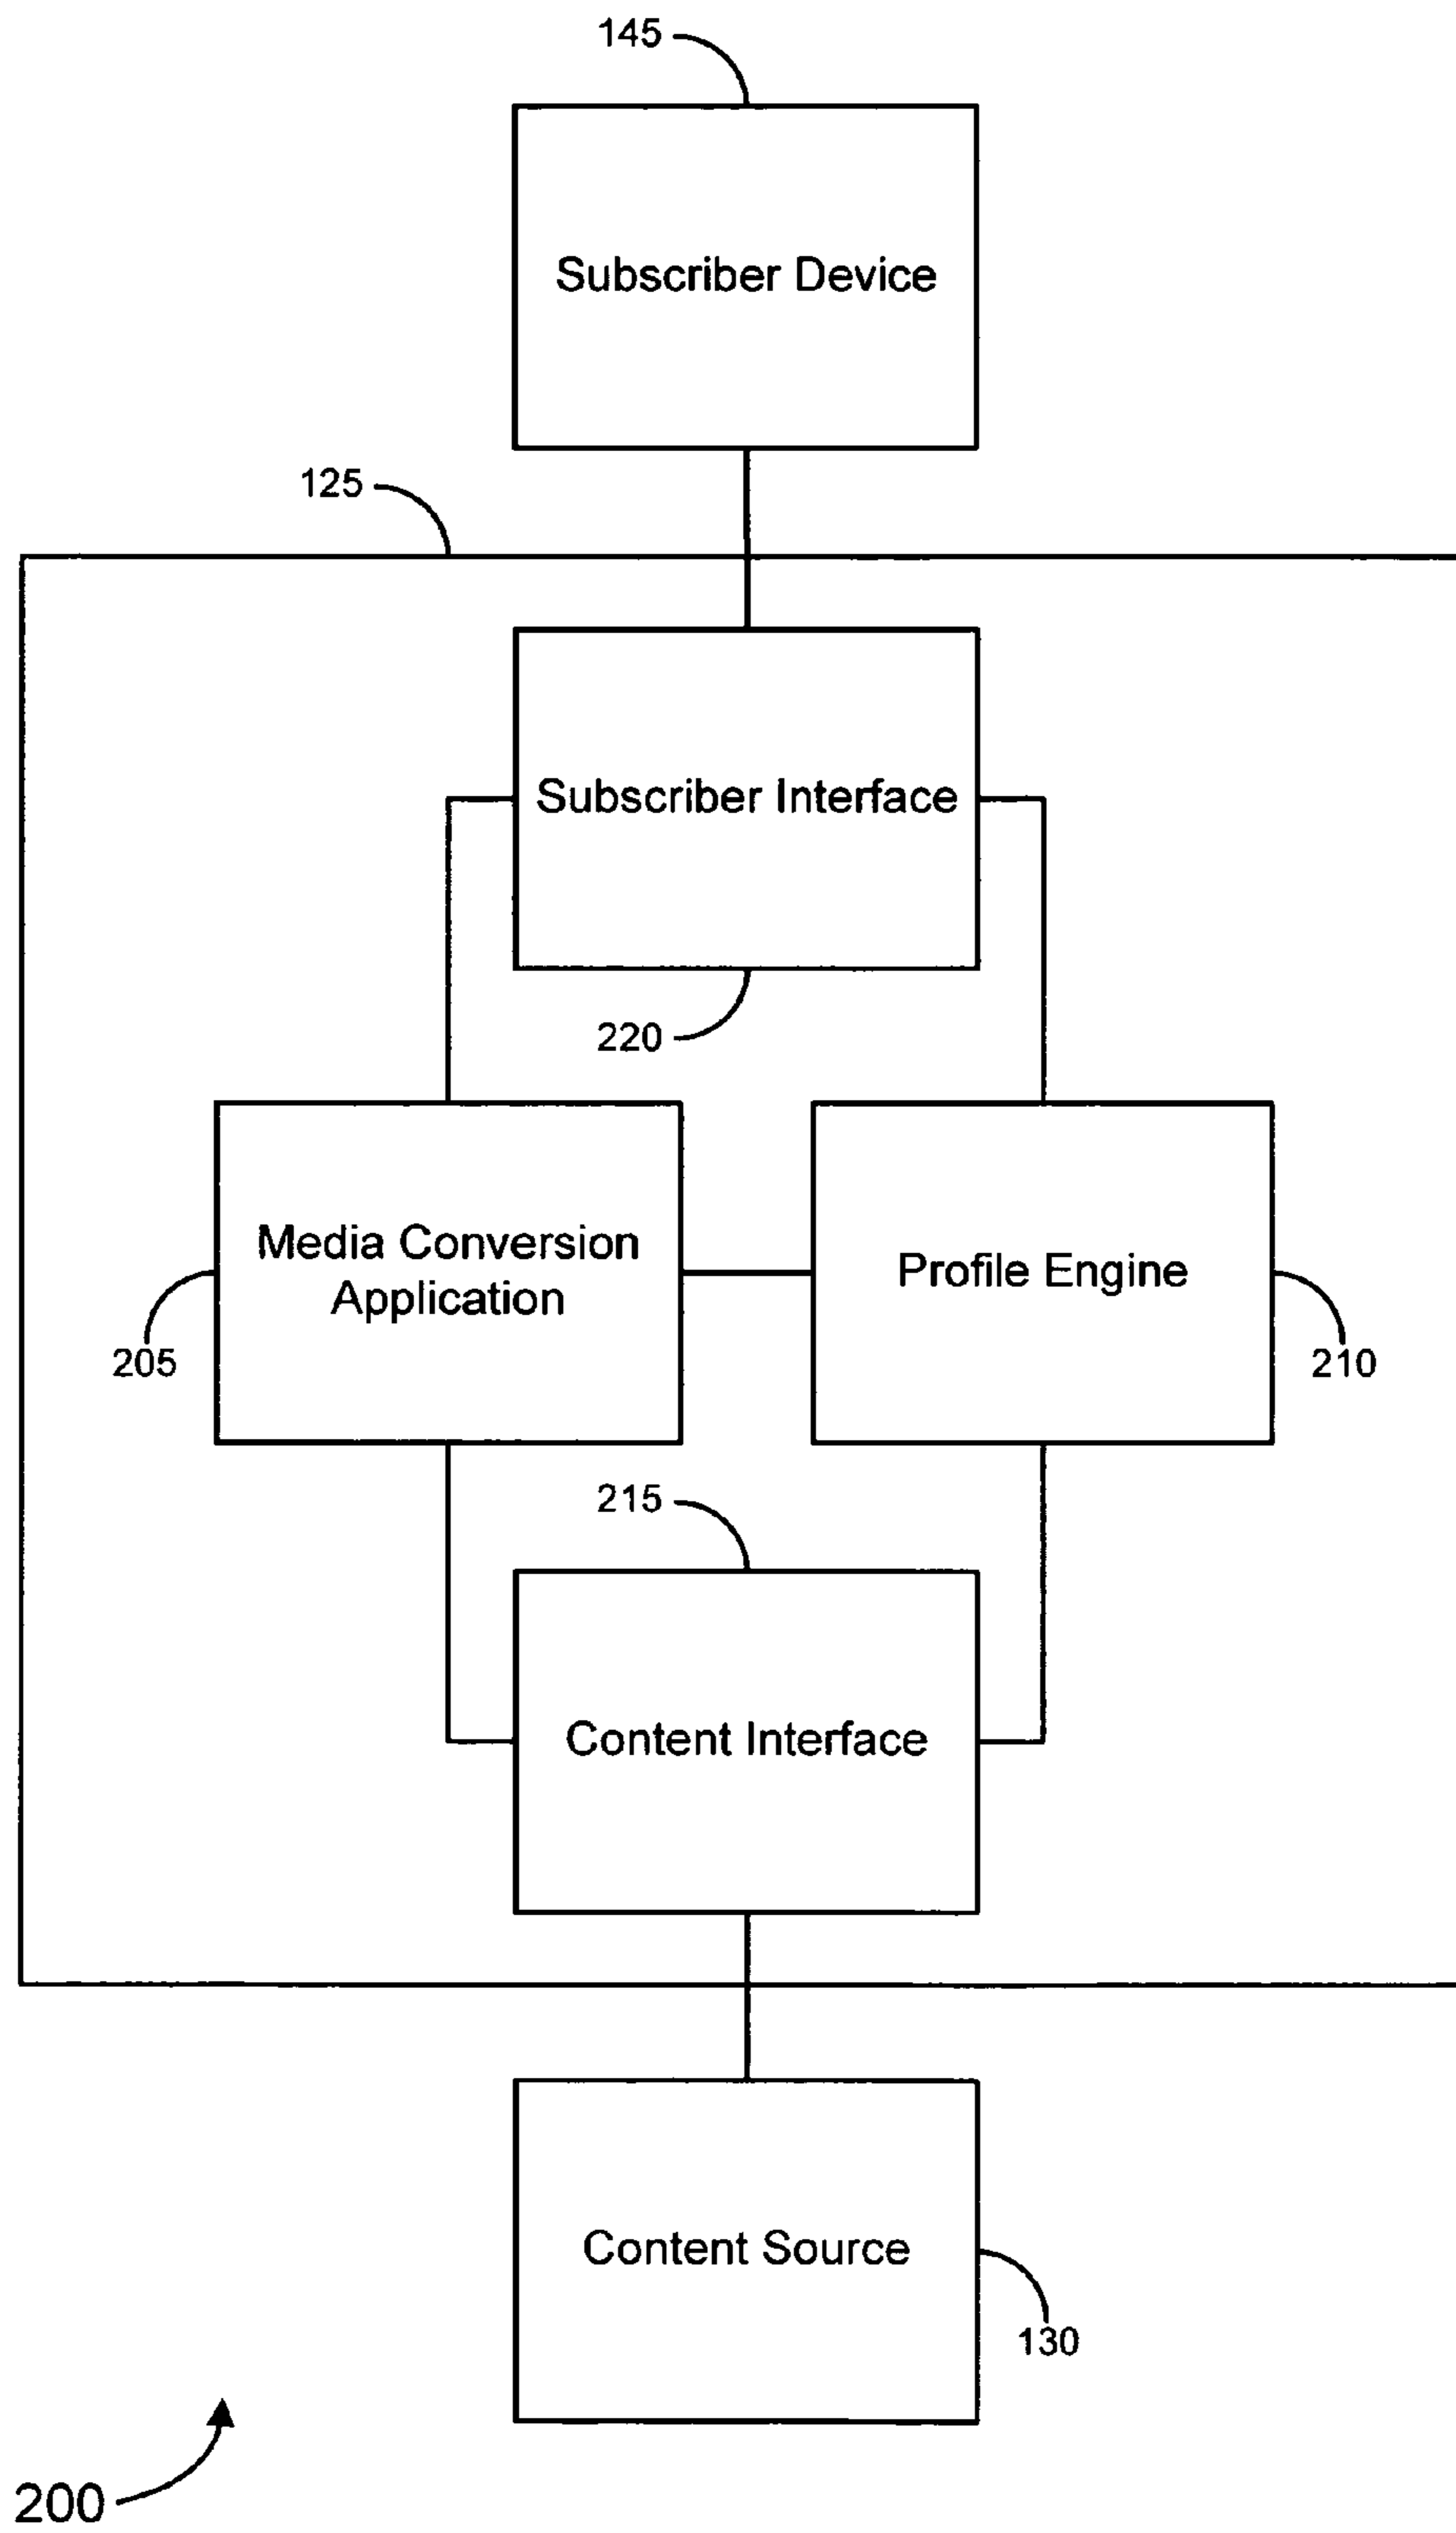 145
Subscriber Device
125
Subscriber Interface
220
Media Conversion
Application
Profile Engine
205
210
215
Content Interface
Content Source
130
200